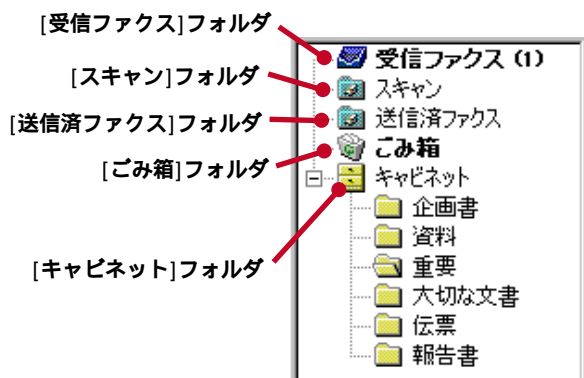 [受信ファクス]フォルダ
[スキャン]フォルダ
[送信済ファクス]フォルダ
[ごみ箱]フォルダ
[キャビネット]フォルダ
受信ファクス (1)
スキャン
送信済ファクス
ごみ箱
キャビネット
企画書
資料
重要
大切な文書
伝票
報告書